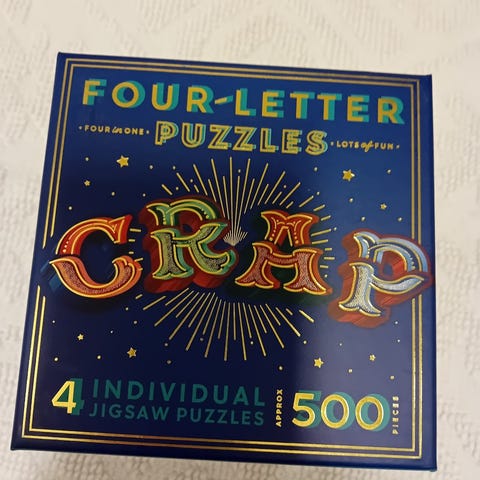 FOUR-LETTER
• FOUR in ONE • PUZZLES • LOTS of FUN •
CRAP
4 INDIVIDUAL JIGSAW PUZZLES
APPROX 500 PIECES